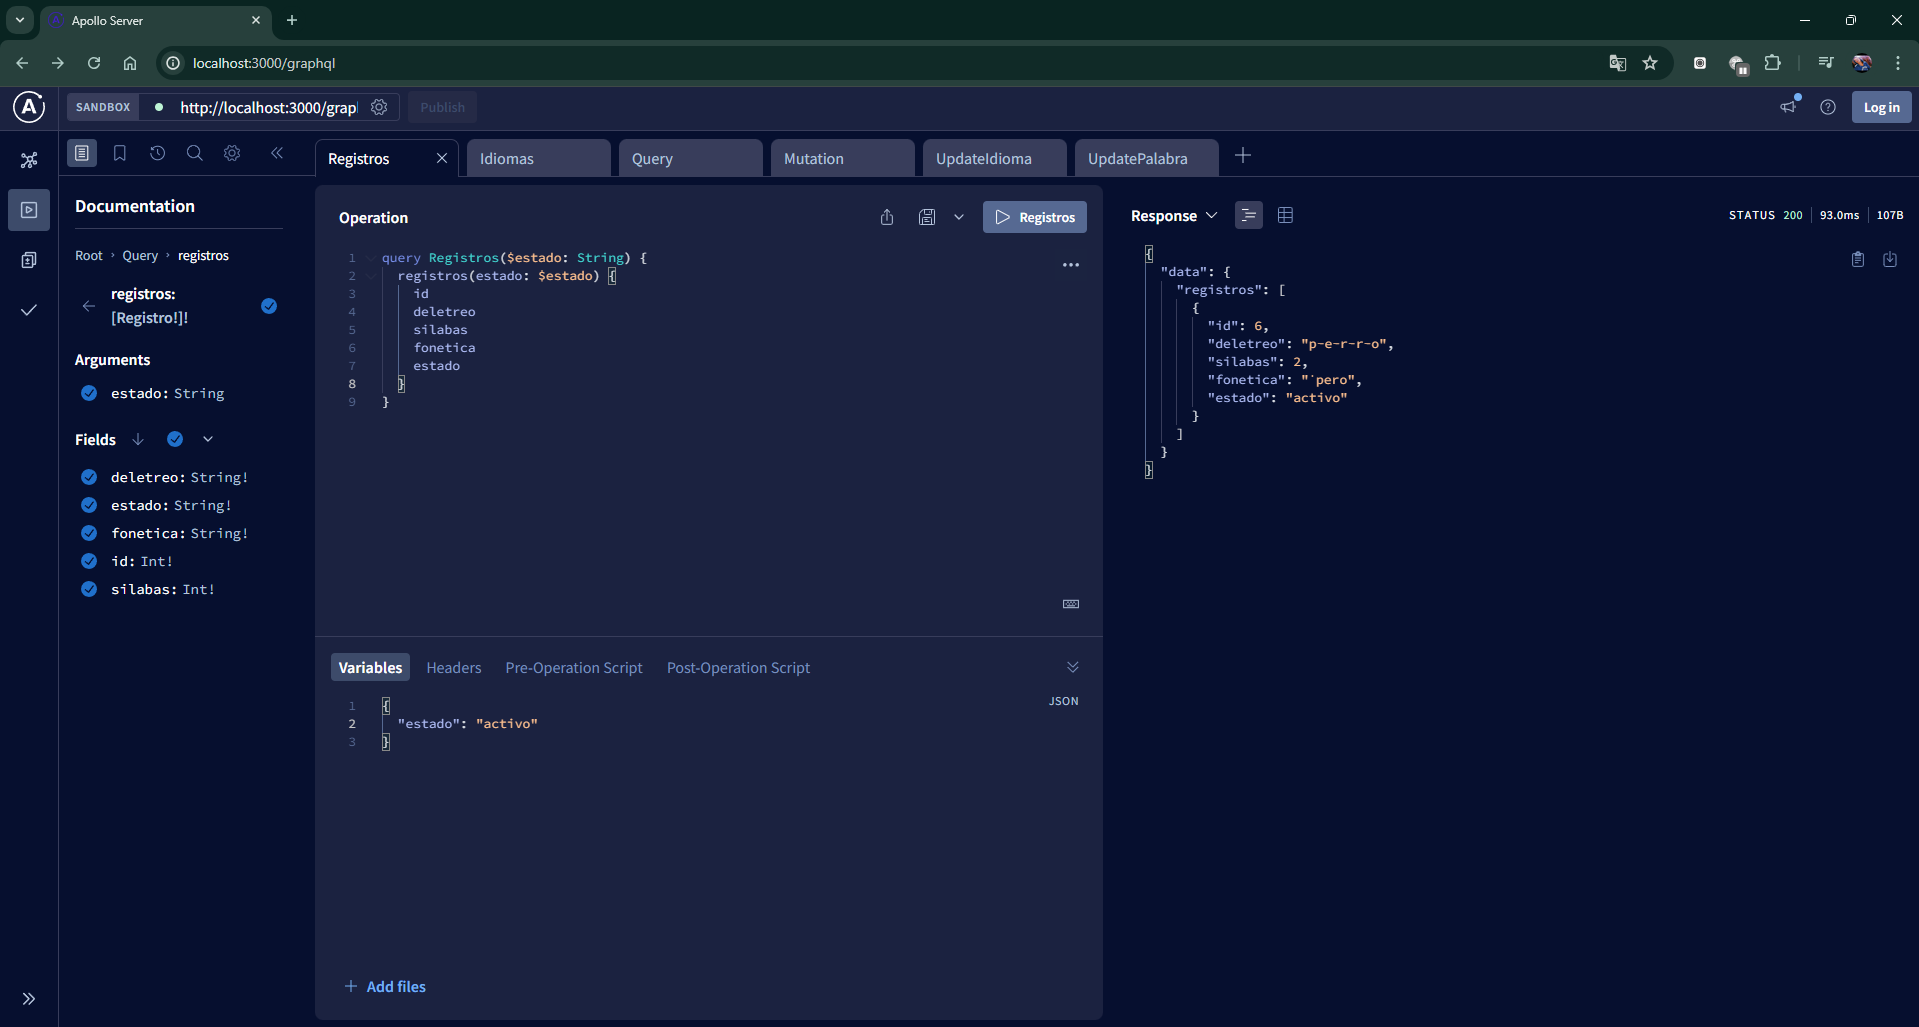 Apollo Server
localhost:3000/graphql
SANDBOX
http://localhost:3000/grap
Publish
Log in
Registros
Idiomas
Query
Mutation
UpdateIdioma
UpdatePalabra
Documentation
Root › Query › registros
registros:
[Registro!]!
Arguments
estado: String
Fields
deletreo: String!
estado: String!
fonetica: String!
id: Int!
silabas: Int!
Operation
Registros
1 query Registros($estado: String) {
2 registros(estado: $estado) {
3 id
4 deletreo
5 silabas
6 fonetica
7 estado
8 }
9 }
Variables
Headers
Pre-Operation Script
Post-Operation Script
JSON
1 {
2 "estado": "activo"
3 }
+ Add files
Response
STATUS 200
93.0ms
107B
{
"data": {
"registros": [
{
"id": 6,
"deletreo": "p-e-r-r-o",
"silabas": 2,
"fonetica": "˙pero",
"estado": "activo"
}
]
}
}